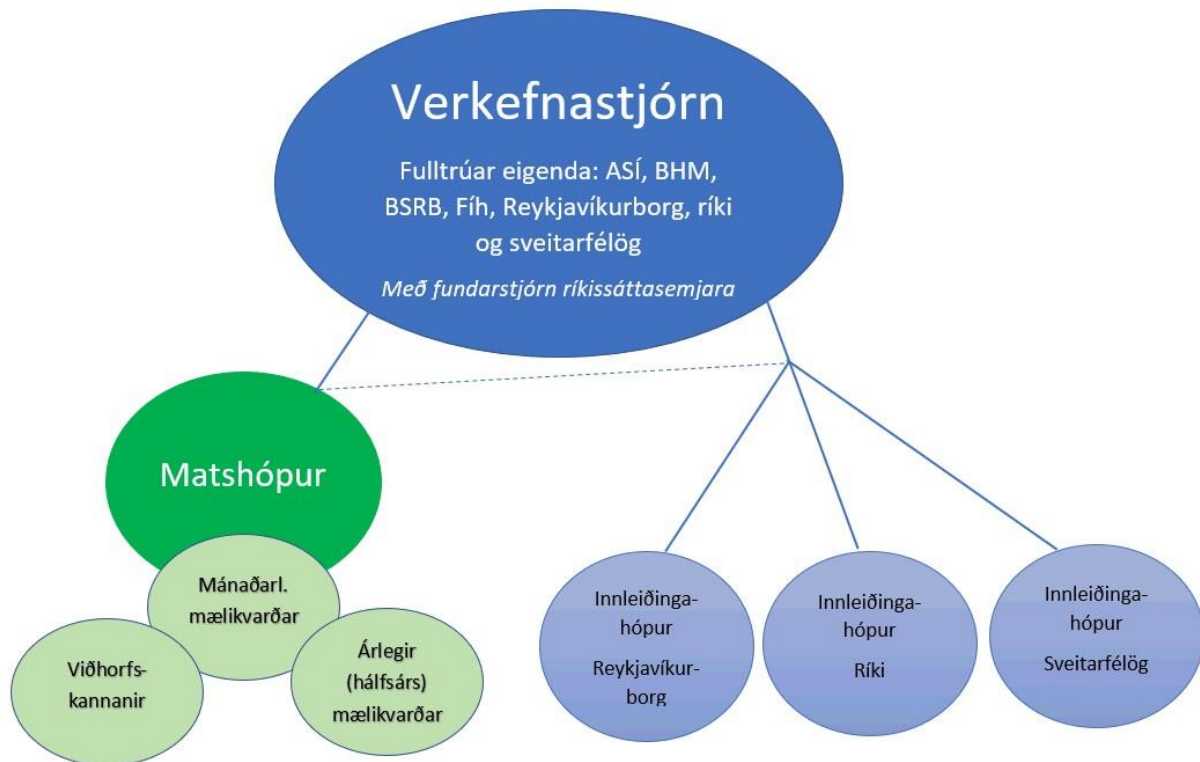 Verkefnastjórn
Fulltrúar eigenda: ASÍ, BHM,
BSRB, Fíh, Reykjavíkurborg, ríki
og sveitarfélög
Með fundarstjórn ríkissáttasemjara
Matshópur
Mánaðarl.
mælikvarðar
Viðhorfs-
kannanir
Árlegir
(hálfsárs)
mælikvarðar
Innleiðinga-
hópur
Reykjavíkur-
borg
Innleiðinga-
hópur
Ríki
Innleiðinga-
hópur
Sveitarfélög